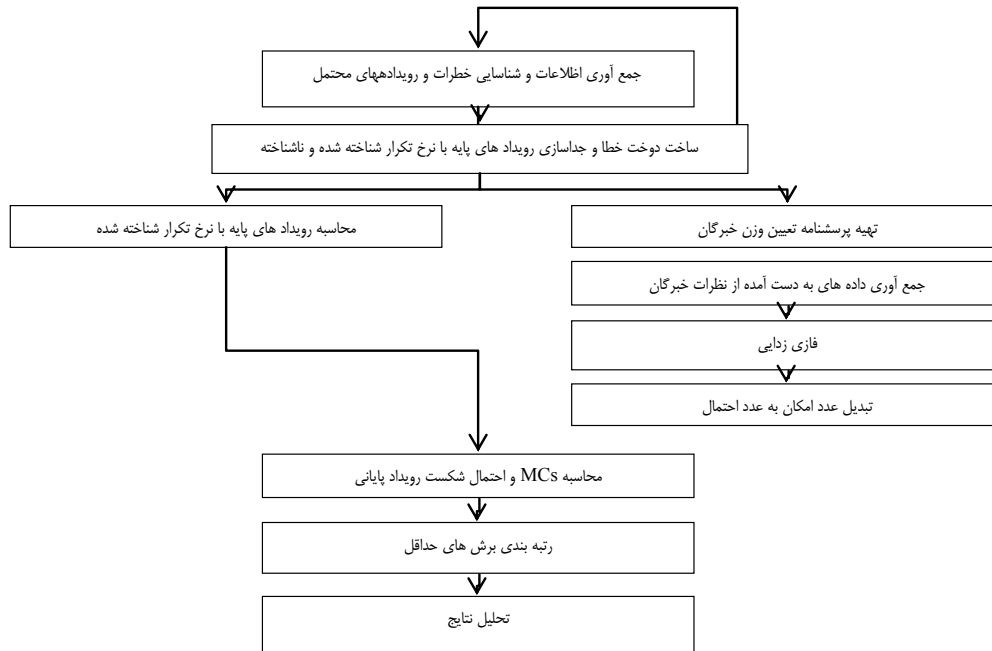 جمع آوری اظلاعات و شناسایی خطرات و رویدادههای محتمل
ساخت دوخت خطا و جداسازی رویداد های پایه با نرخ تکرار شناخته شده و ناشناخته
تهیه پرسشنامه تعیین وزن خبرگان
محاسبه رویداد های پایه با نرخ تکرار شناخته شده
جمع آوری داده های به دست آمده از نظرات خبرگان
فازی زدایی
تبدیل عدد امکان به عدد احتمال
محاسبه MCs و احتمال شکست رویداد پایانی
رتبه بندی برش های حداقل
تحلیل نتایج